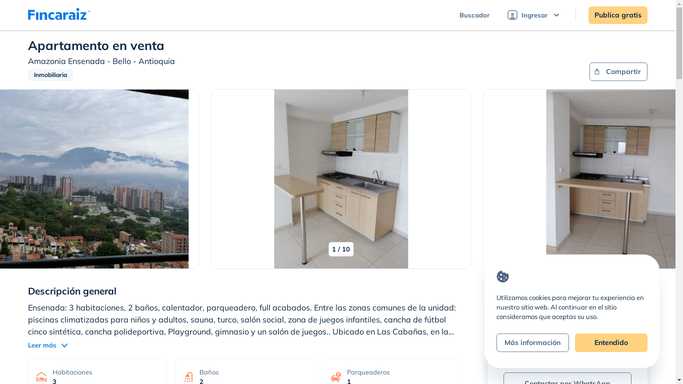 Fincaraiz
Buscador
Ingresar
Publica gratis
Apartamento en venta
Amazonia Ensenada - Bello - Antioquia
Inmobiliaria
Compartir
1 / 10
Descripción general
Ensenada: 3 habitaciones, 2 baños, calentador, parqueadero, full acabados. Entre las zonas comunes de la unidad:
piscinas climatizadas para niños y adultos, sauna, turco, salón social, zona de juegos infantiles, cancha de fútbol
cinco sintética, cancha polideportiva, Playground, gimnasio y un salón de juegos.. Ubicado en Las Cabañas, en la...
Leer más
Habitaciones
3
Baños
2
Parqueaderos
1
Utilizamos cookies para mejorar tu experiencia en
nuestro sitio web. Al continuar en el sitio
consideramos que aceptas su uso.
Más información
Entendido
Contactar por WhatsApp